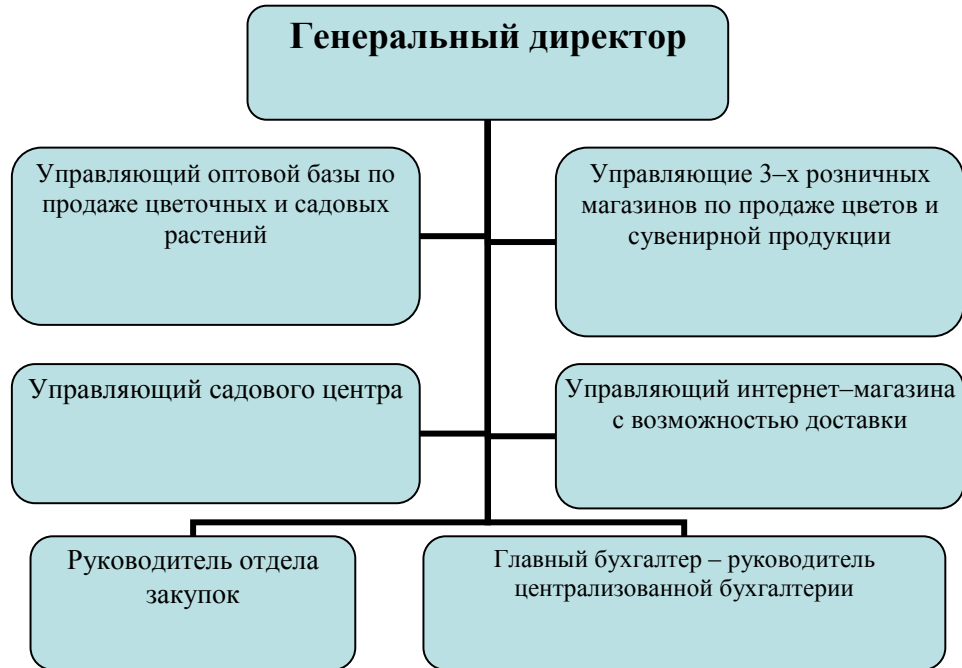 Генеральный директор
Управляющий оптовой базы по
продаже цветочных и садовых
растений
Управляющие 3–х розничных
магазинов по продаже цветов и
сувенирной продукции
Управляющий садового центра
Управляющий интернет–магазина
с возможностью доставки
Руководитель отдела
закупок
Главный бухгалтер – руководитель
централизованной бухгалтерии